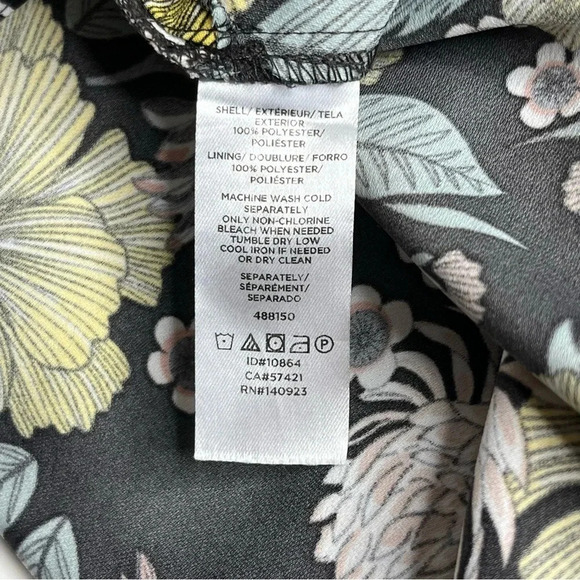 SHELL/ EXTÉRIEUR/ TELA
EXTERIOR
100% POLYESTER/
POLIÉSTER
LINING/ DOUBLURE/ FORRO
100% POLYESTER/
POLIÉSTER
MACHINE WASH COLD
SEPARATELY
ONLY NON-CHLORINE
BLEACH WHEN NEEDED
TUMBLE DRY LOW
COOL IRON IF NEEDED
OR DRY CLEAN
SEPARATELY/
SÉPARÉMENT/
SEPARADO
488150
P
ID#10864
CA#57421
RN#140923